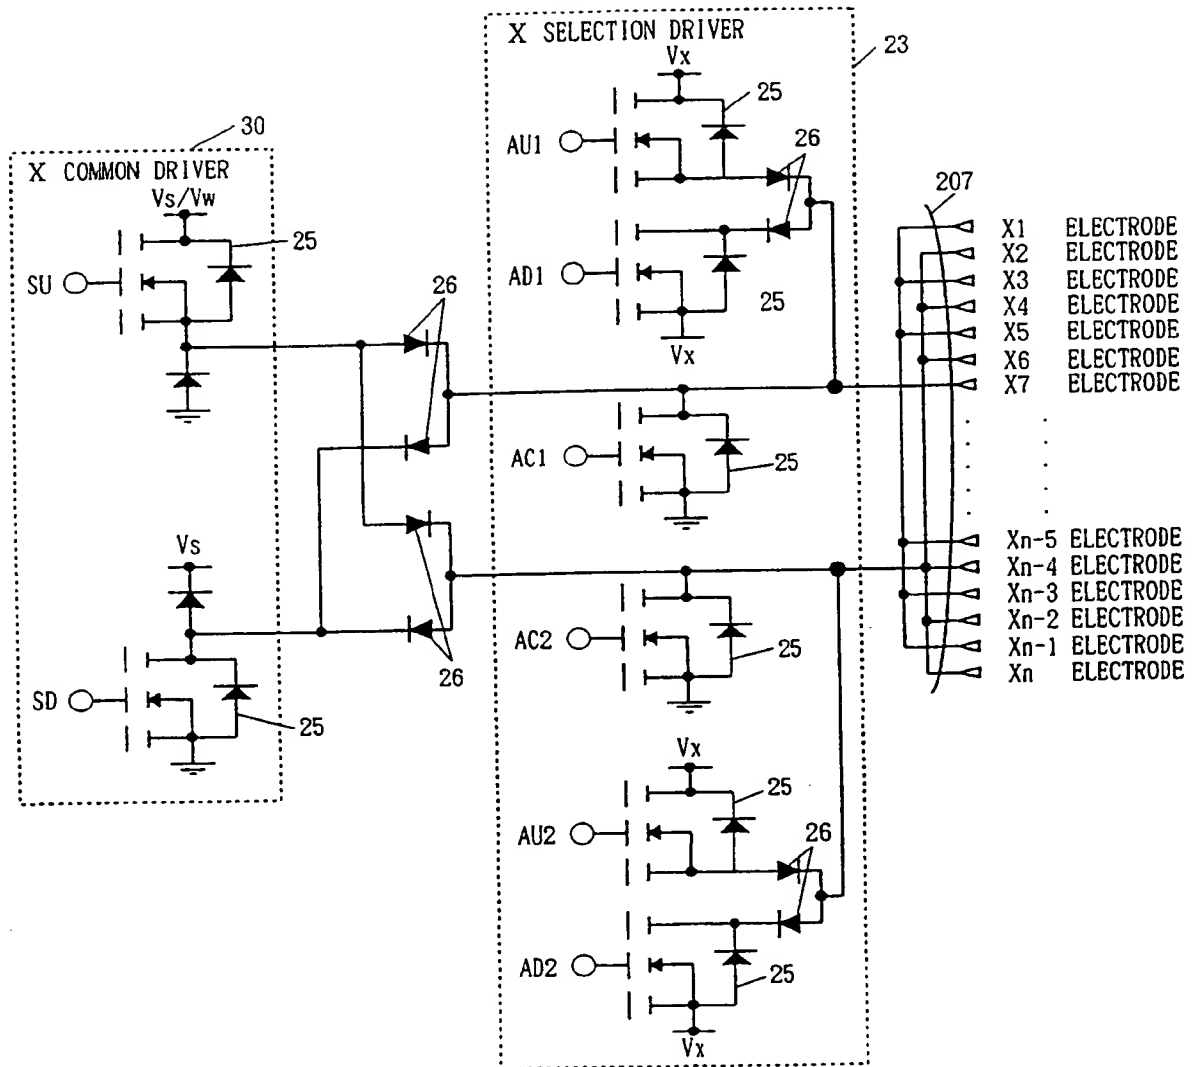 X SELECTION DRIVER
23
Vx
25
AU1
26
AD1
25
Vx
30
X COMMON DRIVER
Vs/Vw
25
SU
26
207
X1 ELECTRODE
X2 ELECTRODE
X3 ELECTRODE
X4 ELECTRODE
X5 ELECTRODE
X6 ELECTRODE
X7 ELECTRODE
AC1
25
Xn-5 ELECTRODE
Xn-4 ELECTRODE
Xn-3 ELECTRODE
Xn-2 ELECTRODE
Xn-1 ELECTRODE
Xn ELECTRODE
Vs
AC2
25
26
SD
25
Vx
25
AU2
26
AD2
25
Vx